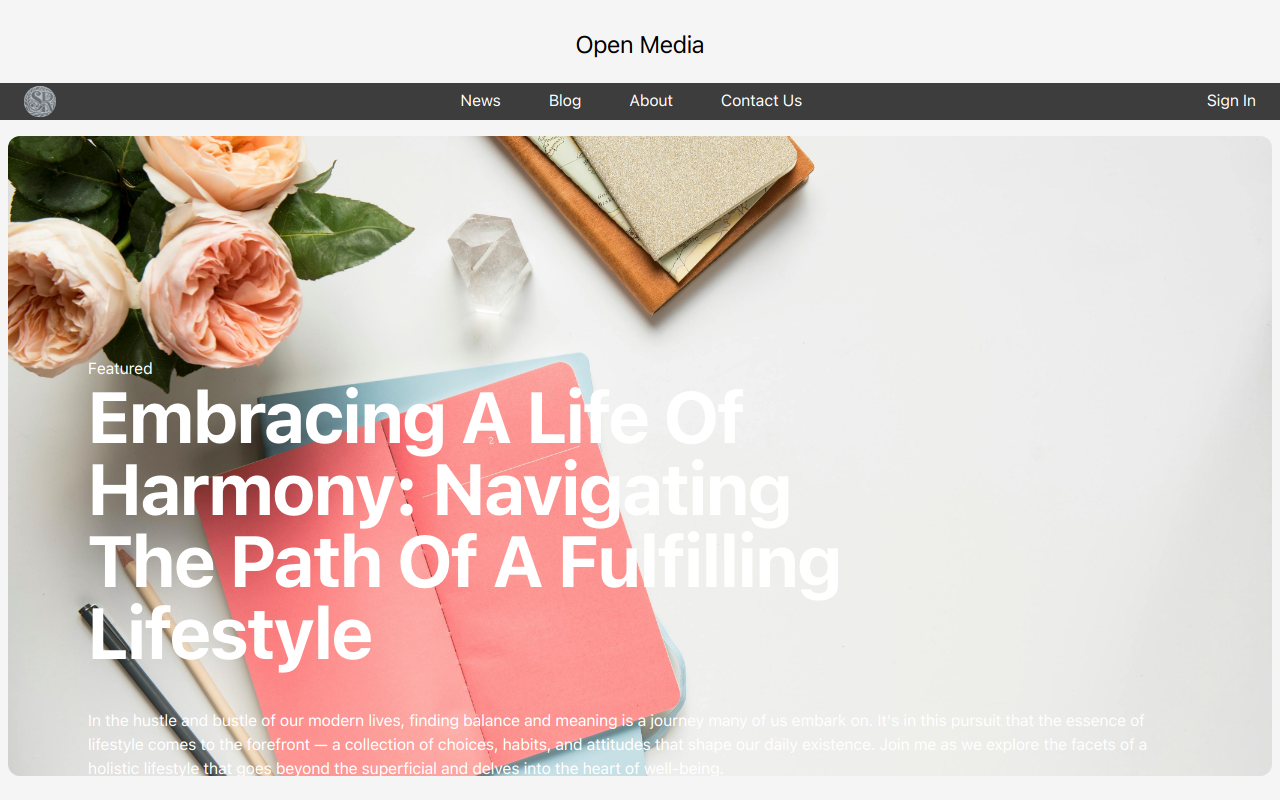 Open Media
News Blog About Contact Us Sign In
Featured
Embracing A Life Of
Harmony: Navigating
The Path Of A Fulfilling
Lifestyle
In the hustle and bustle of our modern lives, finding balance and meaning is a journey many of us embark on. It's in this pursuit that the essence of
lifestyle comes to the forefront — a collection of choices, habits, and attitudes that shape our daily existence. Join me as we explore the facets of a
holistic lifestyle that goes beyond the superficial and delves into the heart of well-being.